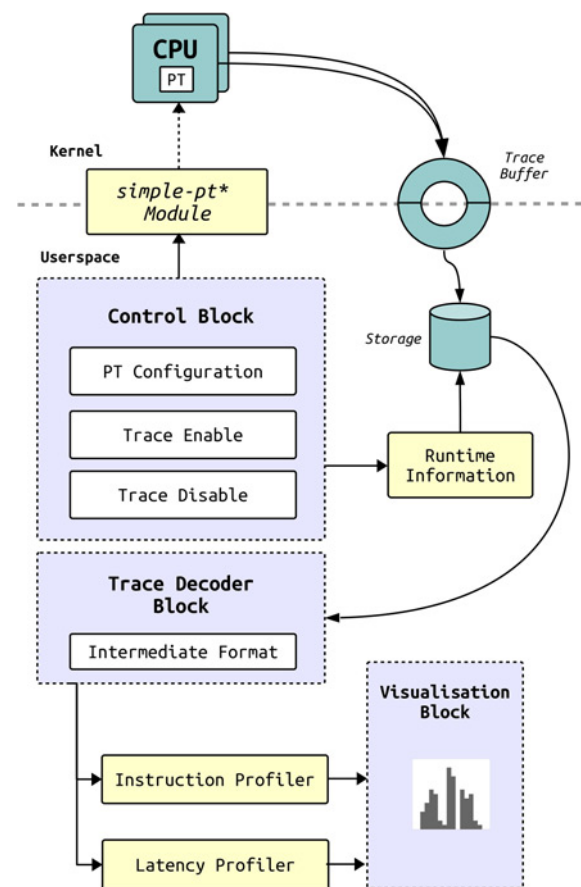 CPU
PT
Kernel
Trace
Buffer
simple-pt*
Module
Userspace
Control Block
PT Configuration
Trace Enable
Trace Disable
Storage
Runtime
Information
Trace Decoder
Block
Intermediate Format
Visualisation
Block
Instruction Profiler
Latency Profiler